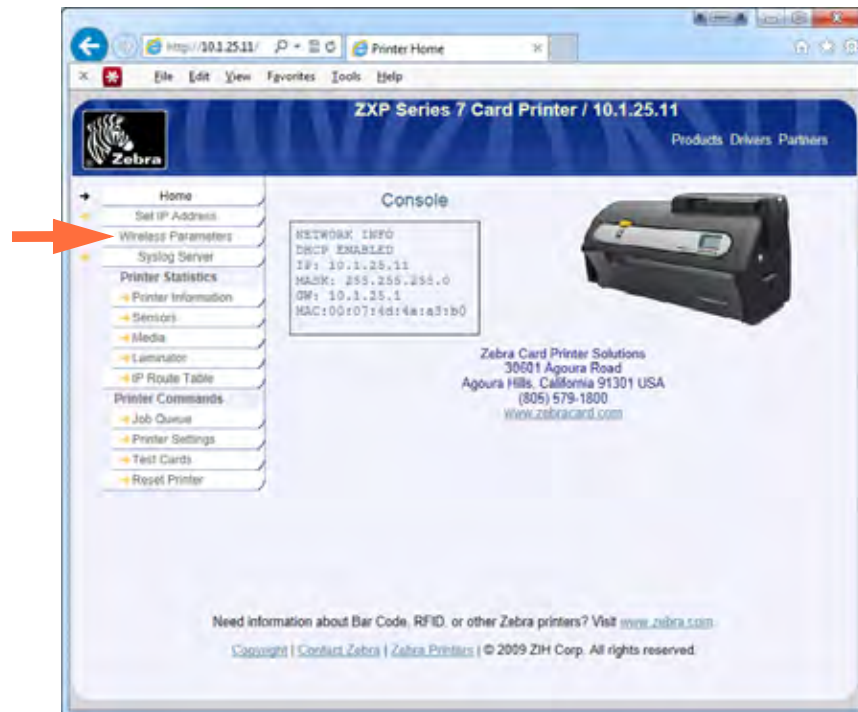 http://10.1.25.11/
Printer Home
File Edit View Favorites Tools Help
ZXP Series 7 Card Printer / 10.1.25.11
Products Drivers Partners
Zebra
Home
Set IP Address
Wireless Parameters
Syslog Server
Printer Statistics
Printer Information
Sensors
Media
Laminator
IP Route Table
Printer Commands
Job Queue
Printer Settings
Test Cards
Reset Printer
Console
NETWORK INFO
DHCP ENABLED
IP: 10.1.25.11
MASK: 255.255.255.0
GW: 10.1.25.1
MAC:00:07:4d:4a:a3:b0
Zebra Card Printer Solutions
30601 Agoura Road
Agoura Hills, California 91301 USA
(805) 579-1800
www.zebracard.com
Need information about Bar Code, RFID, or other Zebra printers? Visit www.zebra.com.
Copyright | Contact Zebra | Zebra Printers | © 2009 ZIH Corp. All rights reserved.